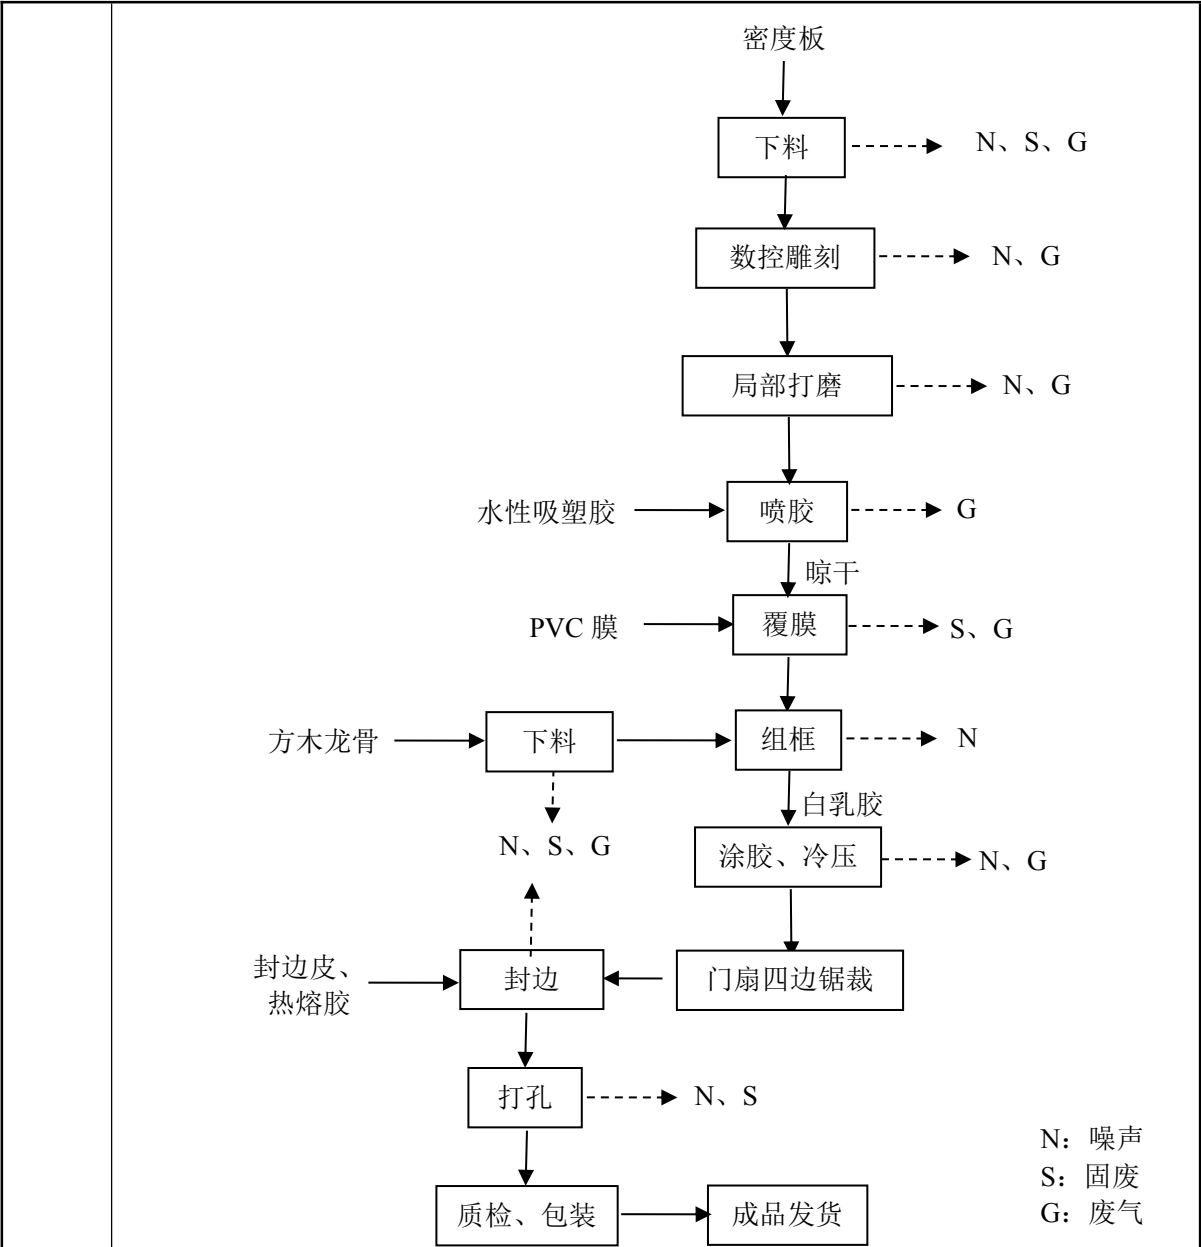 密度板
下料
N、S、G
数控雕刻
N、G
局部打磨
N、G
水性吸塑胶
喷胶
G
晾干
PVC 膜
覆膜
S、G
方木龙骨
下料
组框
N
白乳胶
N、S、G
涂胶、冷压
N、G
封边皮、
热熔胶
封边
门扇四边锯裁
打孔
N、S
N：噪声
S：固废
G：废气
质检、包装
成品发货